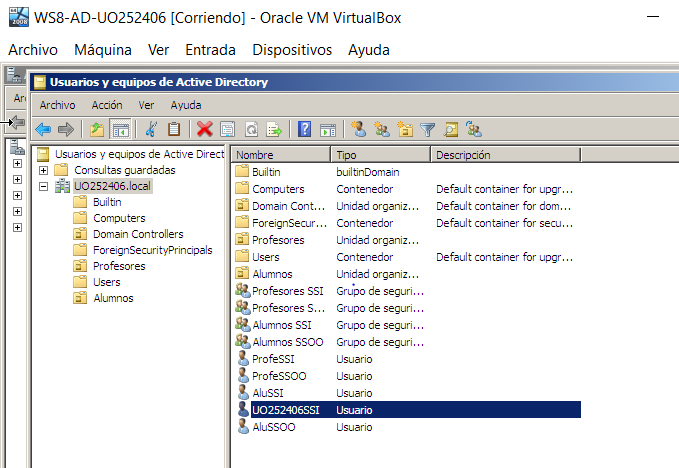 WS8-AD-UO252406 [Corriendo] - Oracle VM VirtualBox
Archivo Máquina Ver Entrada Dispositivos Ayuda
Usuarios y equipos de Active Directory
Archivo Acción Ver Ayuda
Usuarios y equipos de Active Direct
Consultas guardadas
UO252406.local
Builtin
Computers
Domain Controllers
ForeignSecurityPrincipals
Profesores
Users
Alumnos
Nombre Tipo Descripción
Builtin builtinDomain
Computers Contenedor Default container for upgr...
Domain Cont... Unidad organiz... Default container for dom...
ForeignSecur... Contenedor Default container for secu...
Profesores Unidad organiz...
Users Contenedor Default container for upgr...
Alumnos Unidad organiz...
Profesores SSI Grupo de seguri...
Profesores S... Grupo de seguri...
Alumnos SSI Grupo de seguri...
Alumnos SSOO Grupo de seguri...
ProfeSSI Usuario
ProfeSSOO Usuario
AluSSI Usuario
UO252406SSI Usuario
AluSSOO Usuario